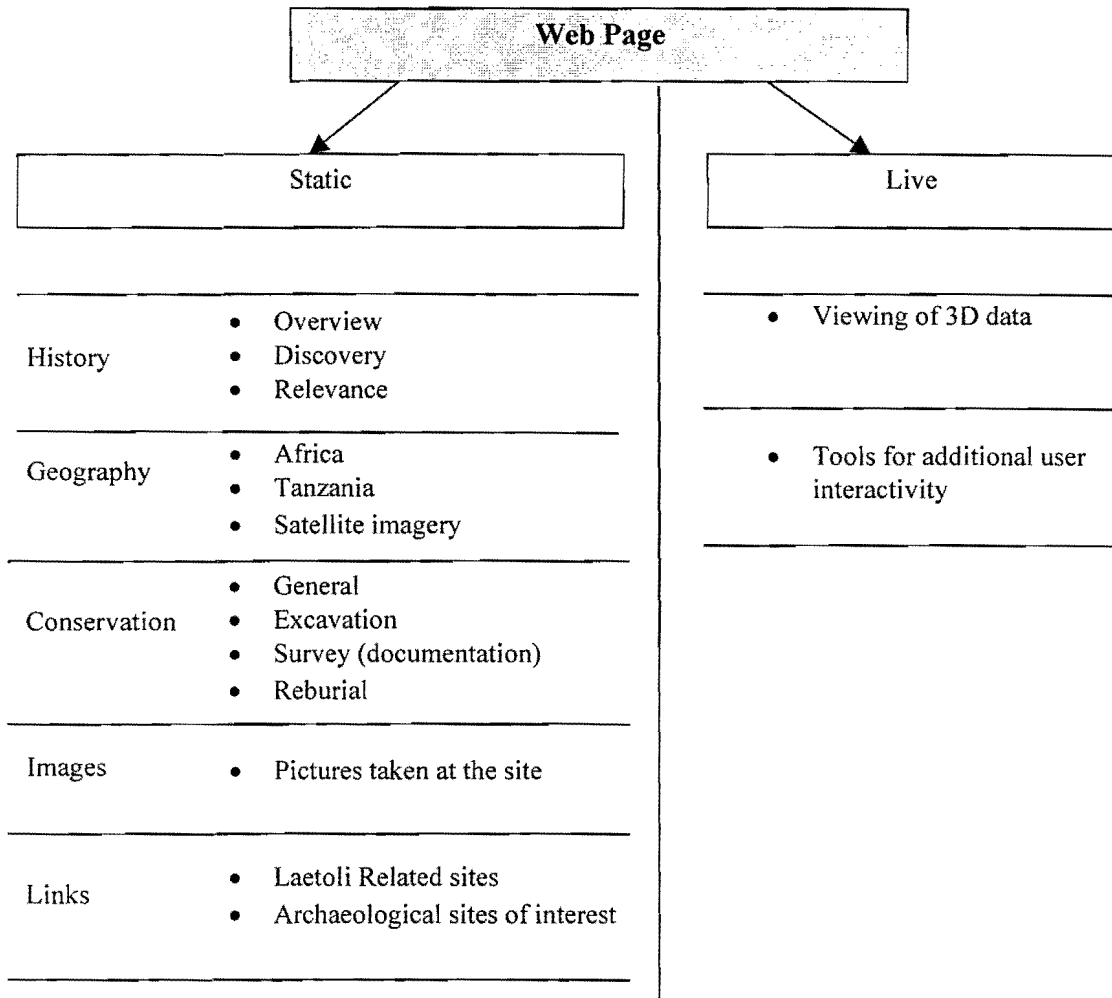 Web Page
Static
History
• Overview
• Discovery
• Relevance
Geography
• Africa
• Tanzania
• Satellite imagery
Conservation
• General
• Excavation
• Survey (documentation)
• Reburial
Images
• Pictures taken at the site
Links
• Laetoli Related sites
• Archaeological sites of interest
Live
• Viewing of 3D data
• Tools for additional user
interactivity